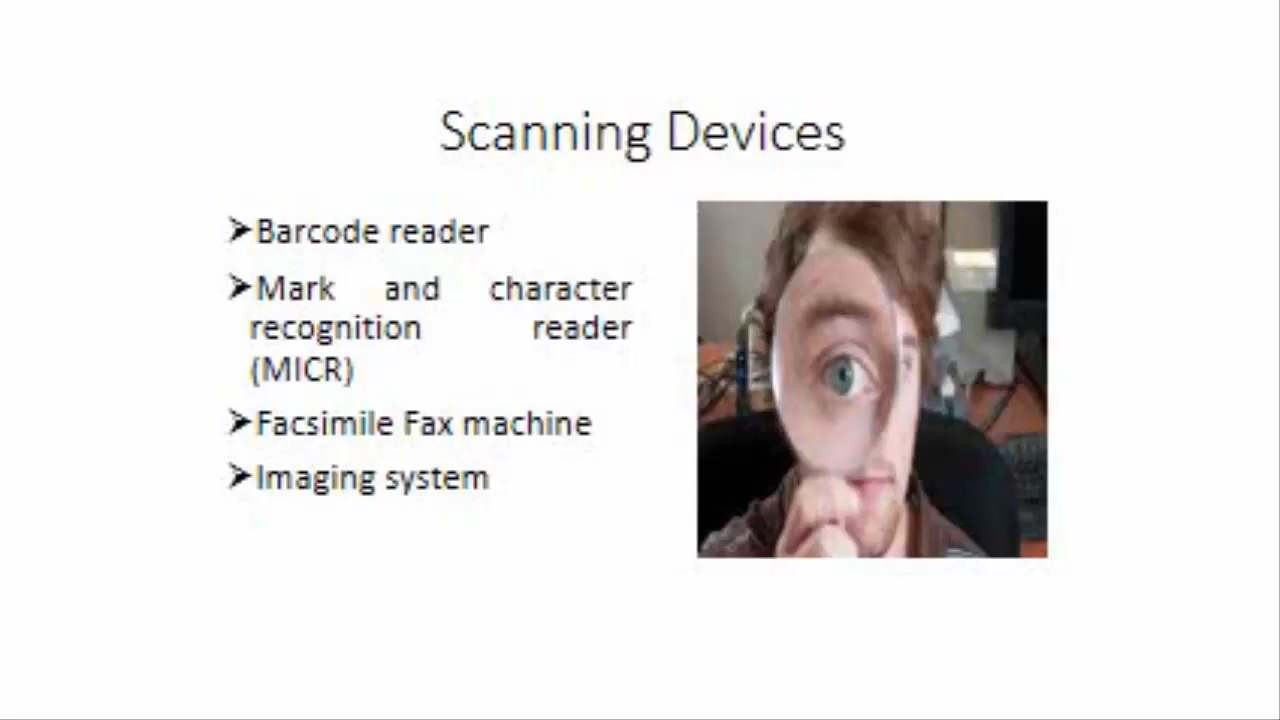 Scanning Devices
➤Barcode reader
➤Mark and character
recognition reader
(MICR)
➤Facsimile Fax machine
➤Imaging system